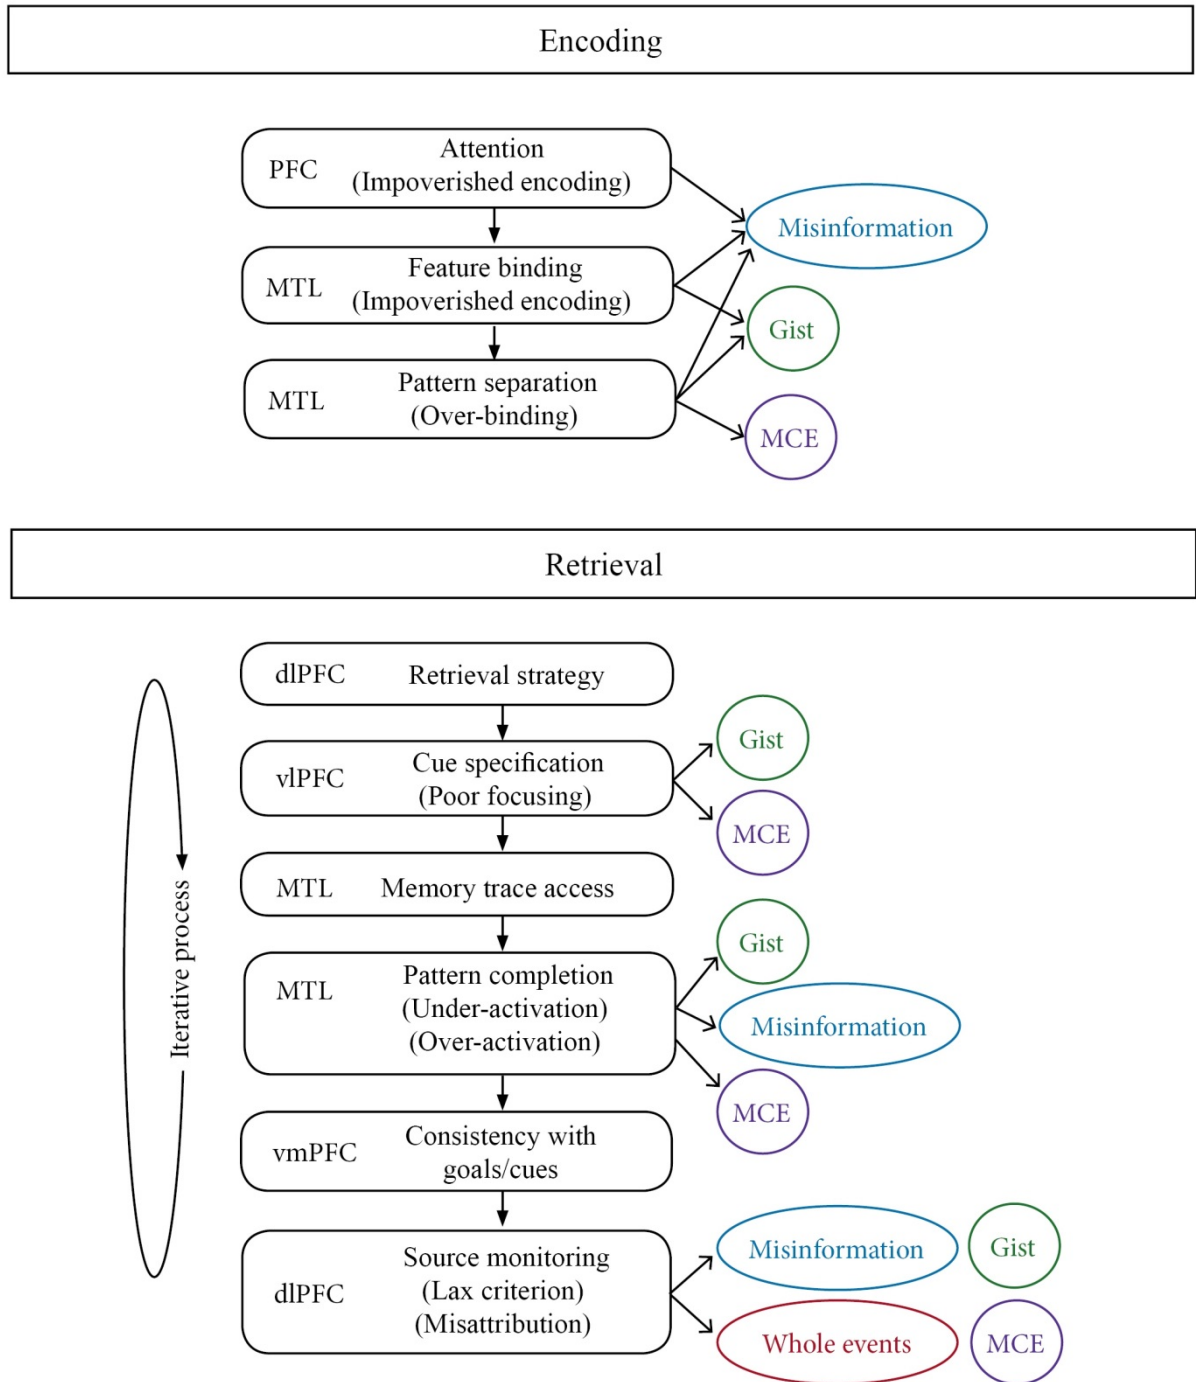 Encoding
PFC
Attention
(Impoverished encoding)
Misinformation
MTL
Feature binding
(Impoverished encoding)
Gist
MTL
Pattern separation
(Over-binding)
MCE
Retrieval
Iterative process
dlPFC
Retrieval strategy
vlPFC
Cue specification
(Poor focusing)
Gist
MCE
MTL
Memory trace access
MTL
Pattern completion
(Under-activation)
(Over-activation)
Gist
Misinformation
MCE
vmPFC
Consistency with
goals/cues
dlPFC
Source monitoring
(Lax criterion)
(Misattribution)
Misinformation
Gist
Whole events
MCE